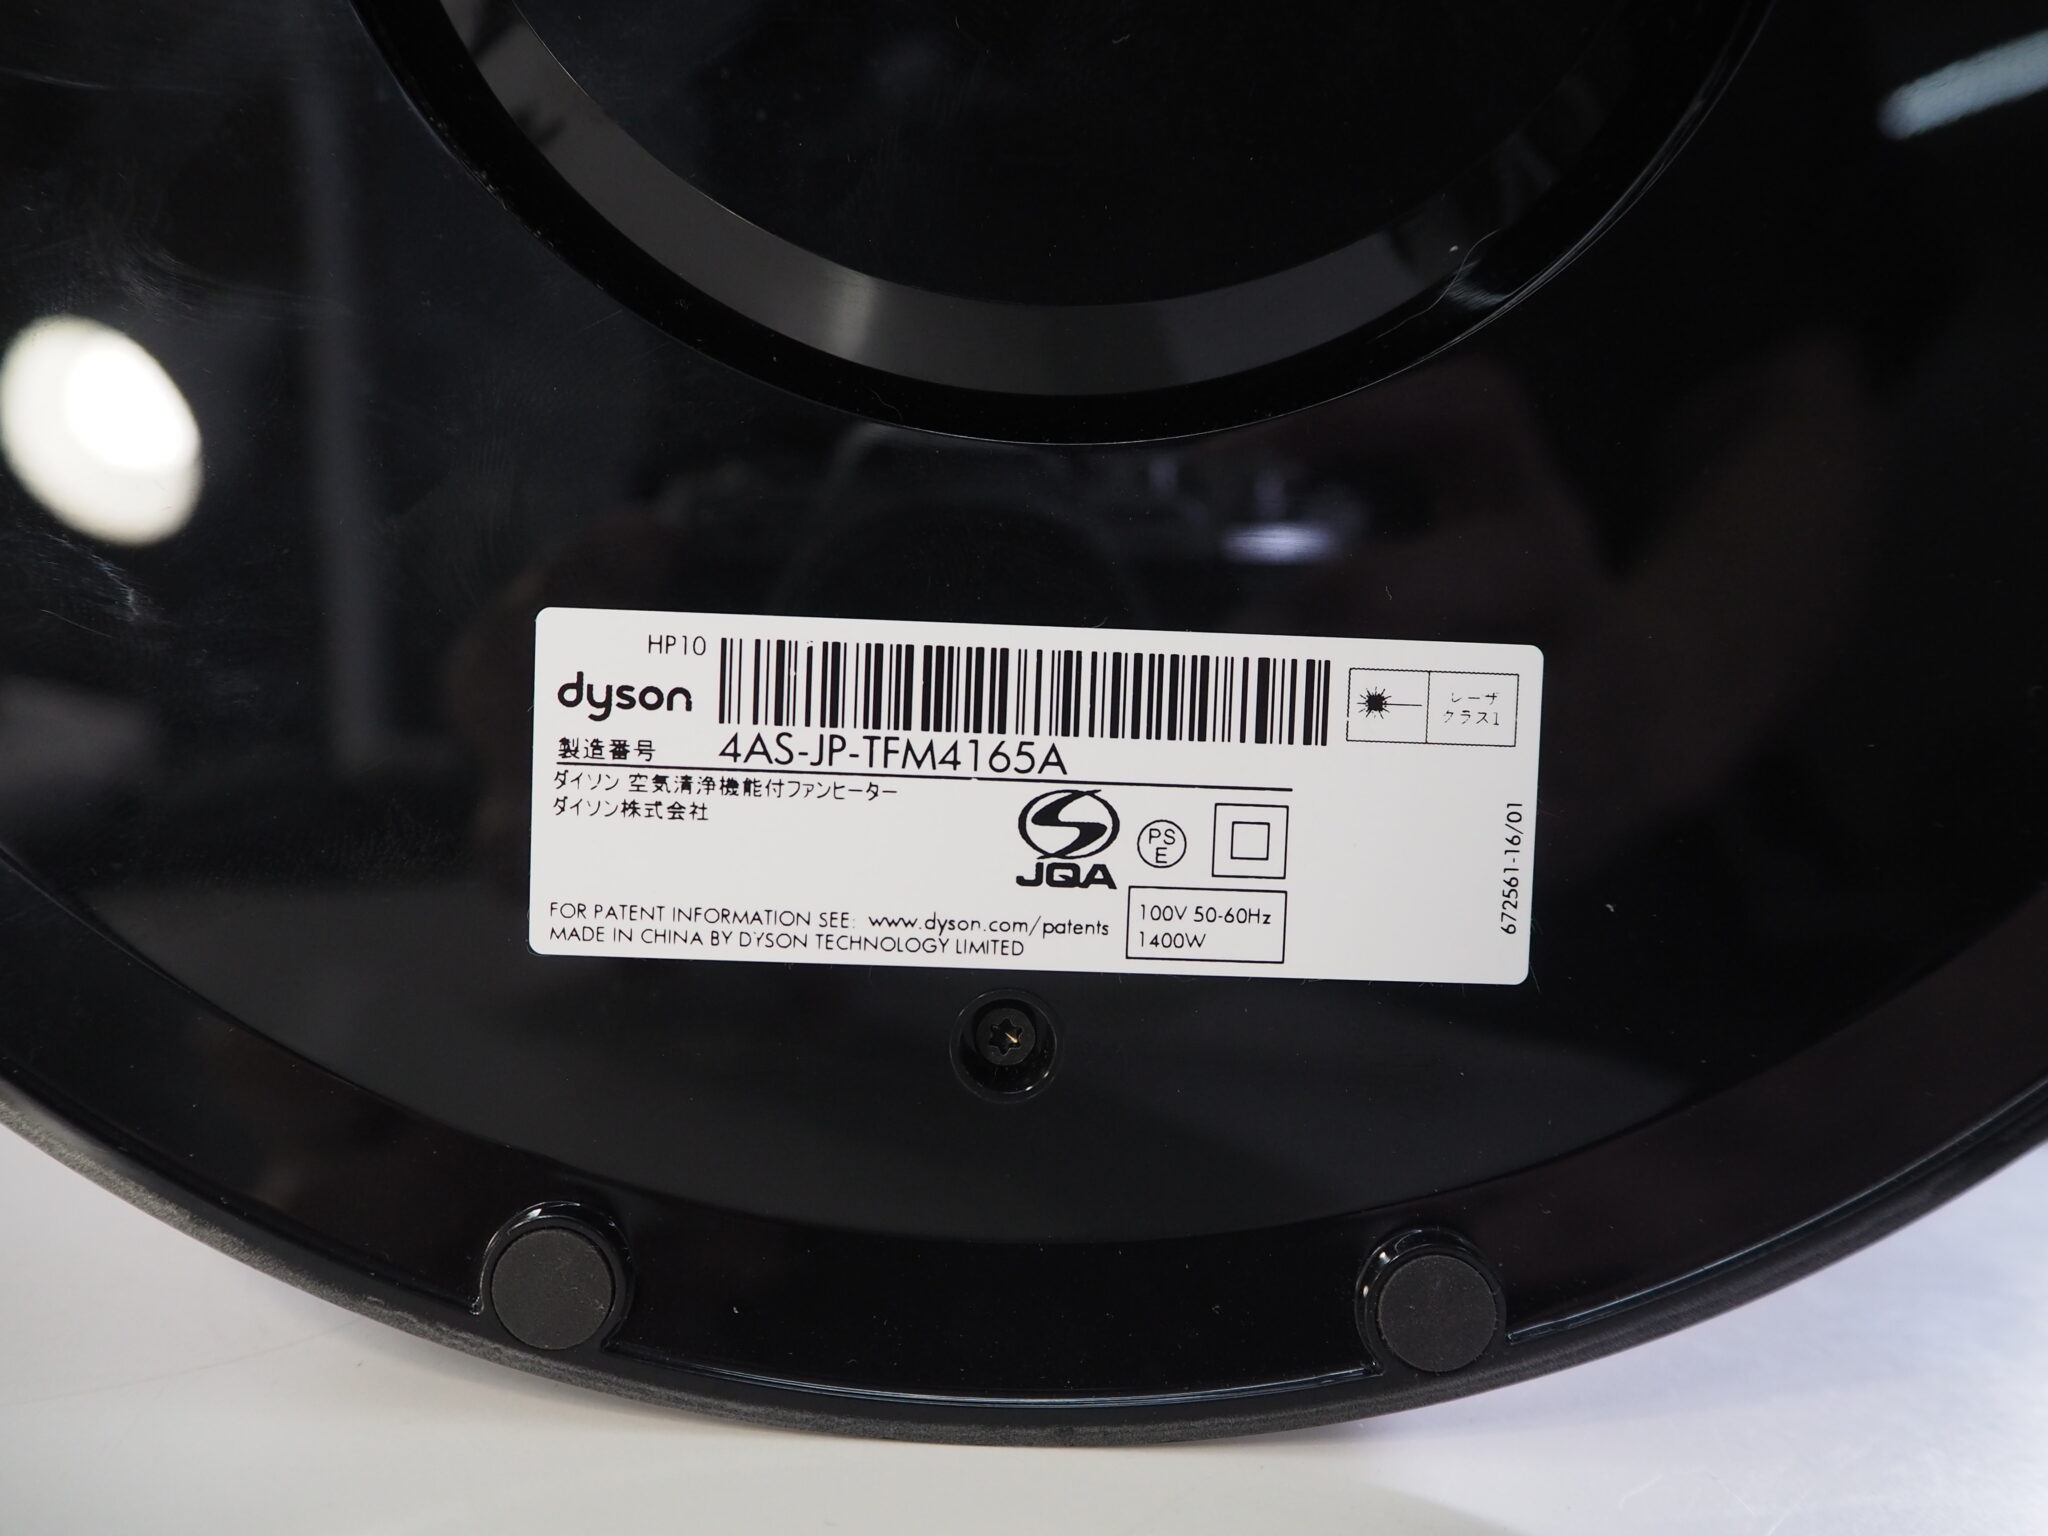 HP10
dyson
レーザ
クラス1
製造番号 4AS-JP-TFM4165A
ダイソン 空気清浄機能付ファンヒーター
ダイソン株式会社
JQA
PS
E
FOR PATENT INFORMATION SEE: www.dyson.com/patents
MADE IN CHINA BY DYSON TECHNOLOGY LIMITED
100V 50-60Hz
1400W
672561-16/01